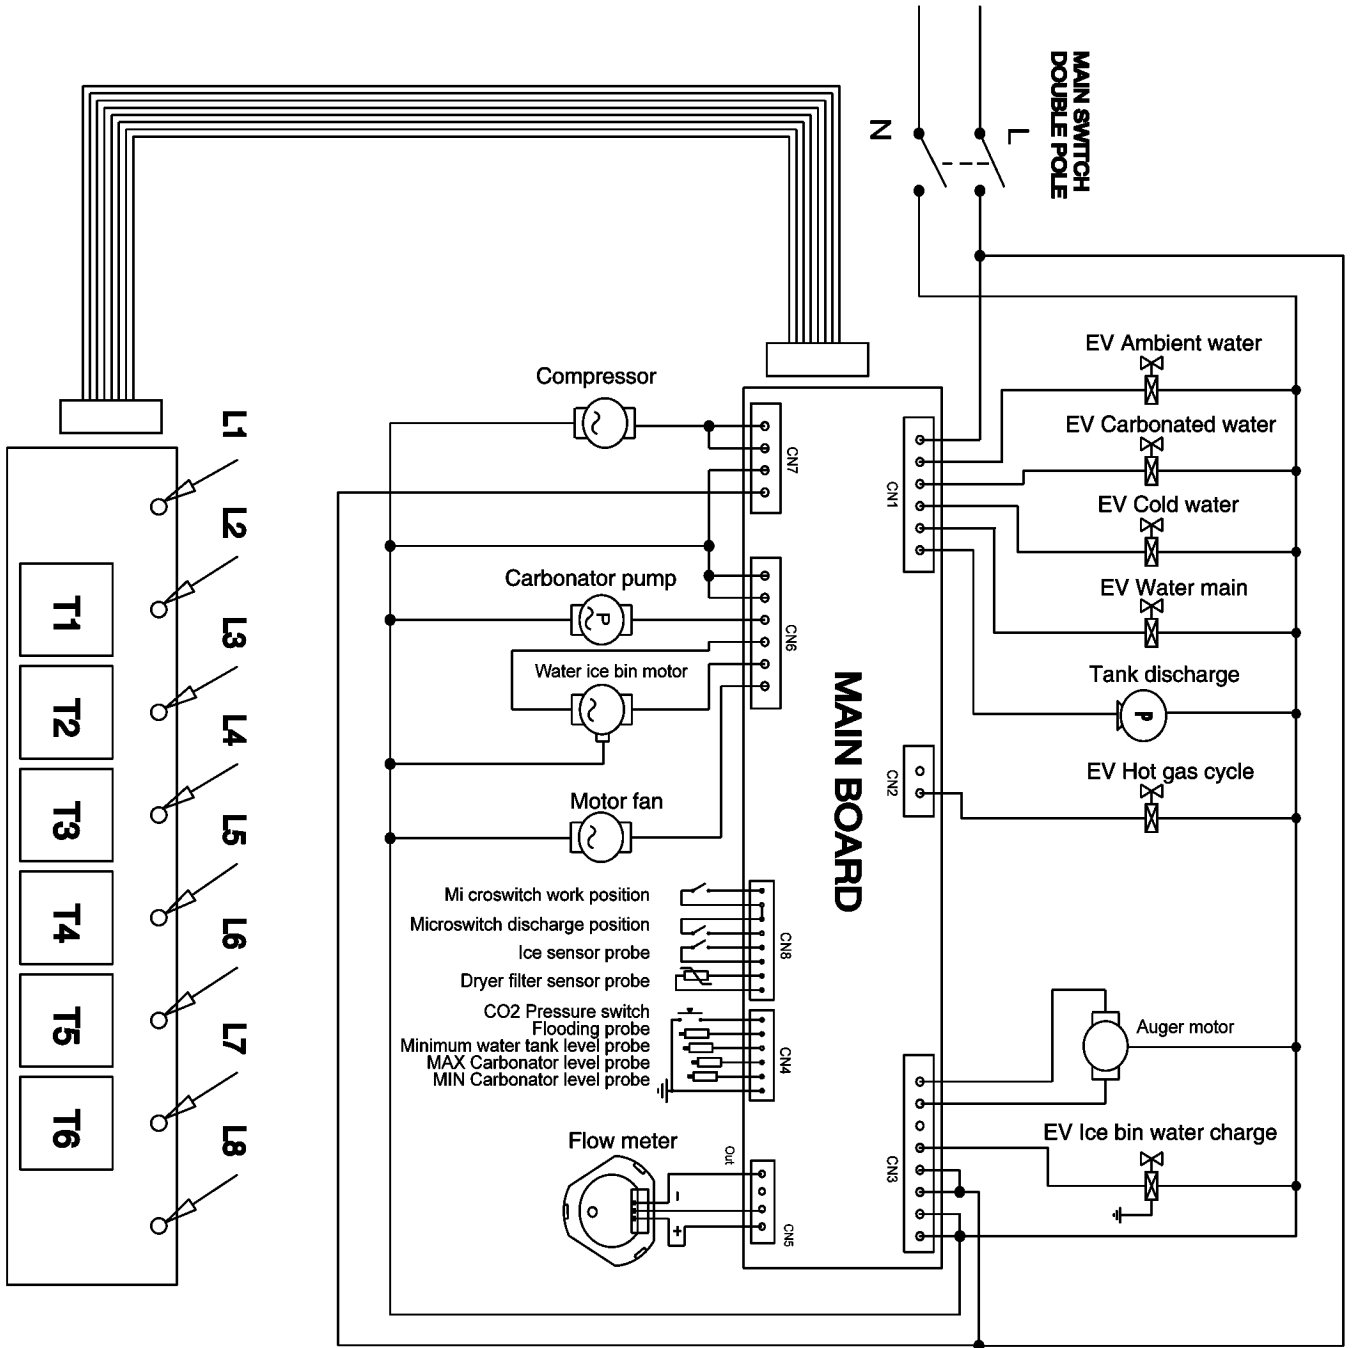 MAIN SWITCH
DOUBLE POLE
N
L
EV Ambient water
EV Carbonated water
EV Cold water
EV Water main
Tank discharge
P
EV Hot gas cycle
Auger motor
EV Ice bin water charge
CN1
CN2
CN3
MAIN BOARD
Compressor
CN7
Carbonator pump
P
CN6
Water ice bin motor
Motor fan
Mi croswitch work position
Microswitch discharge position
Ice sensor probe
Dryer filter sensor probe
CN8
CO2 Pressure switch
Flooding probe
Minimum water tank level probe
MAX Carbonator level probe
MIN Carbonator level probe
CN4
Flow meter
Out
-
+
CN5
L1
L2
L3
L4
L5
L6
L7
L8
T1
T2
T3
T4
T5
T6